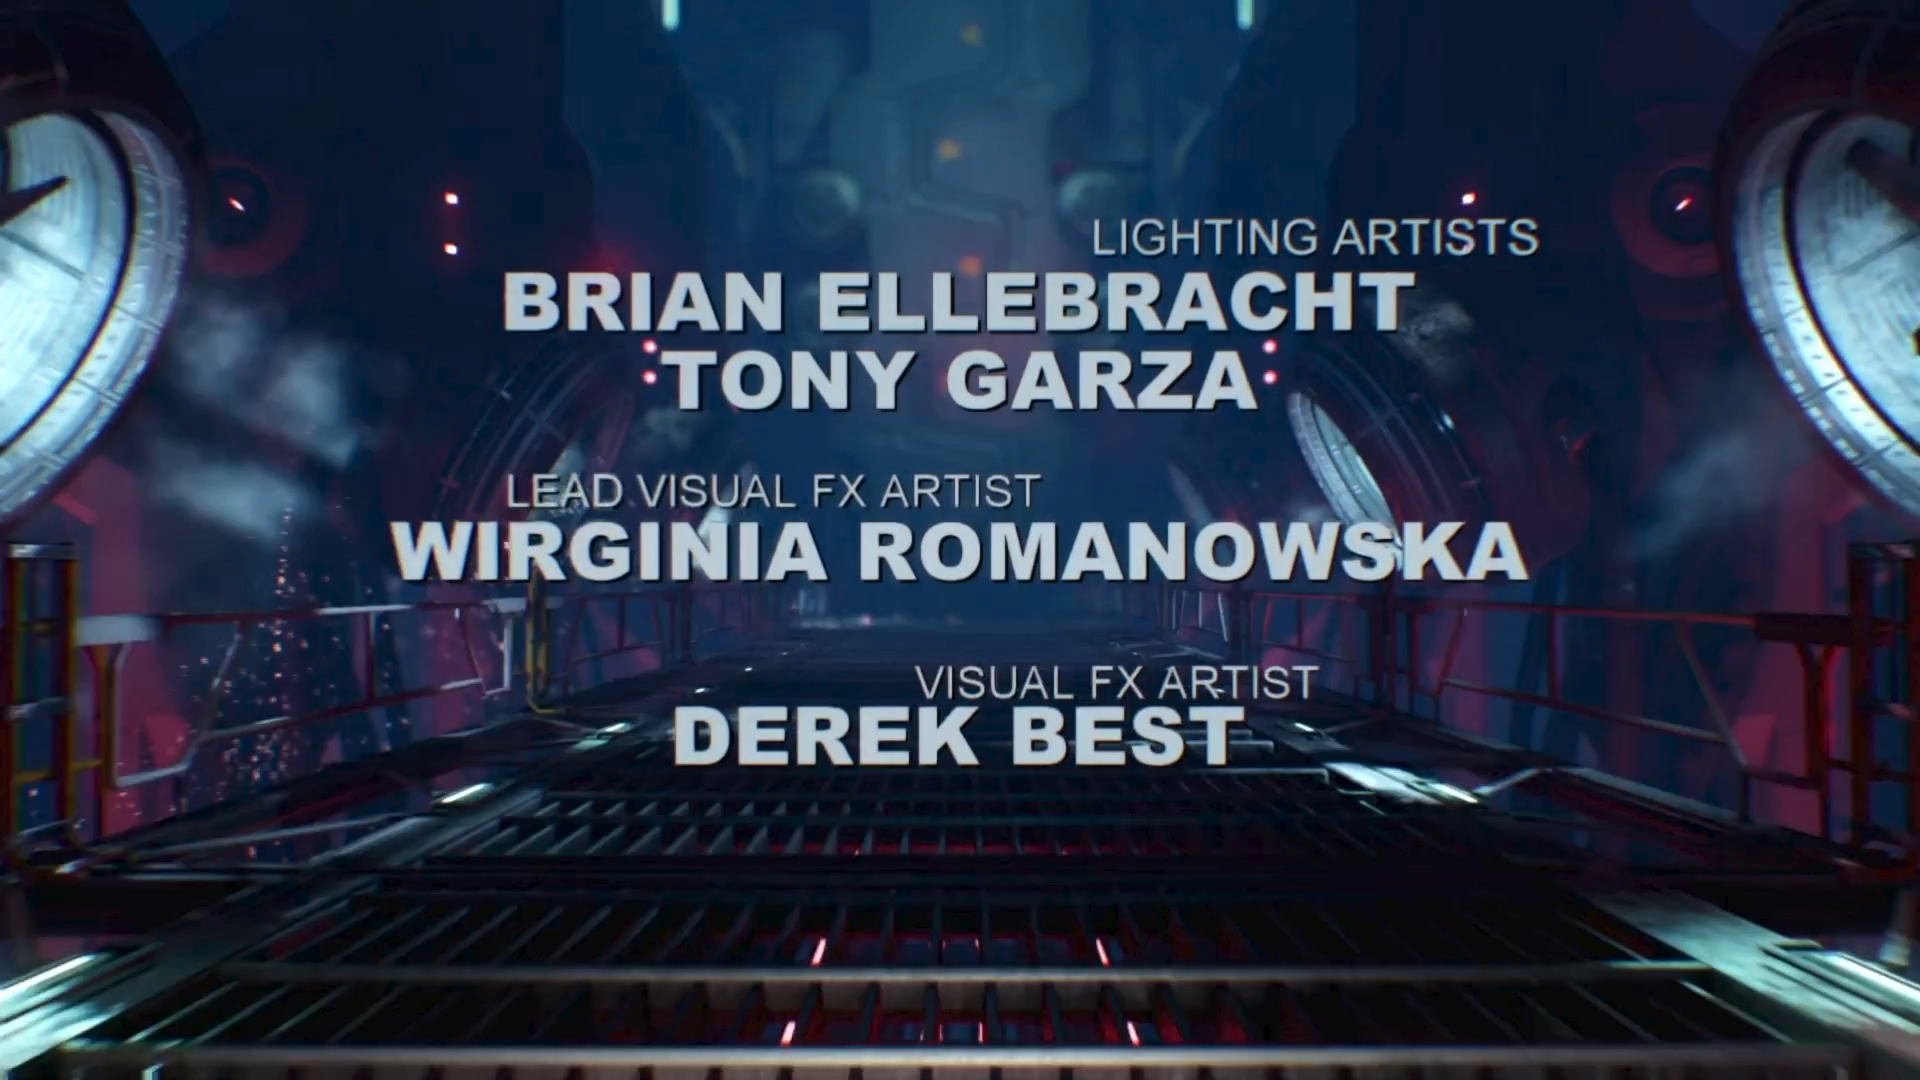 LIGHTING ARTISTS
BRIAN ELLEBRACHT
TONY GARZA
LEAD VISUAL FX ARTIST
WIRGINIA ROMANOWSKA
VISUAL FX ARTIST
DEREK BEST